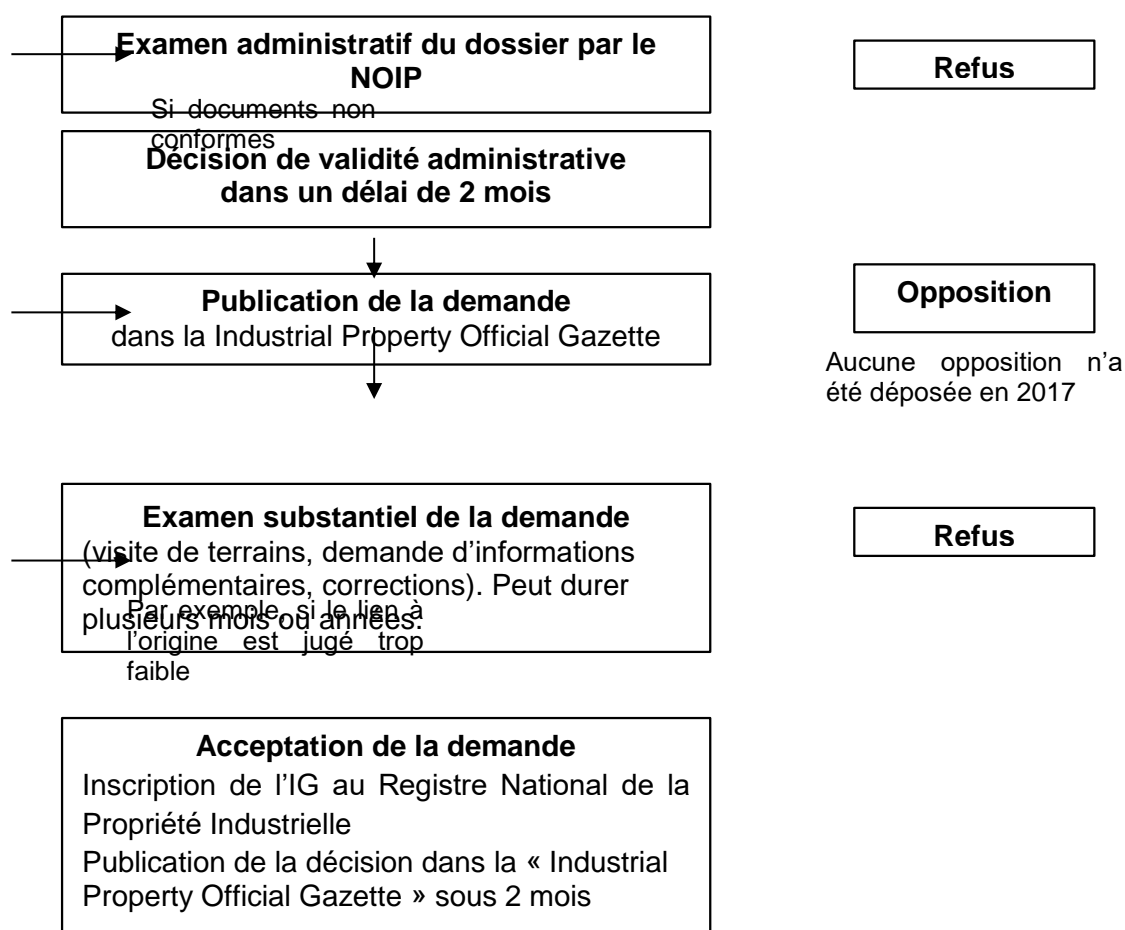 Examen administratif du dossier par le
NOIP
Refus
Si documents non
conformes
Décision de validité administrative
dans un délai de 2 mois
Publication de la demande
dans la Industrial Property Official Gazette
Opposition
Aucune opposition n'a
été déposée en 2017
Examen substantiel de la demande
(visite de terrains, demande d'informations
complémentaires, corrections). Peut durer
plusieurs mois ou années.
Refus
Par exemple, si le lien à
l'origine est jugé trop
faible
Acceptation de la demande
Inscription de l'IG au Registre National de la
Propriété Industrielle
Publication de la décision dans la « Industrial
Property Official Gazette » sous 2 mois